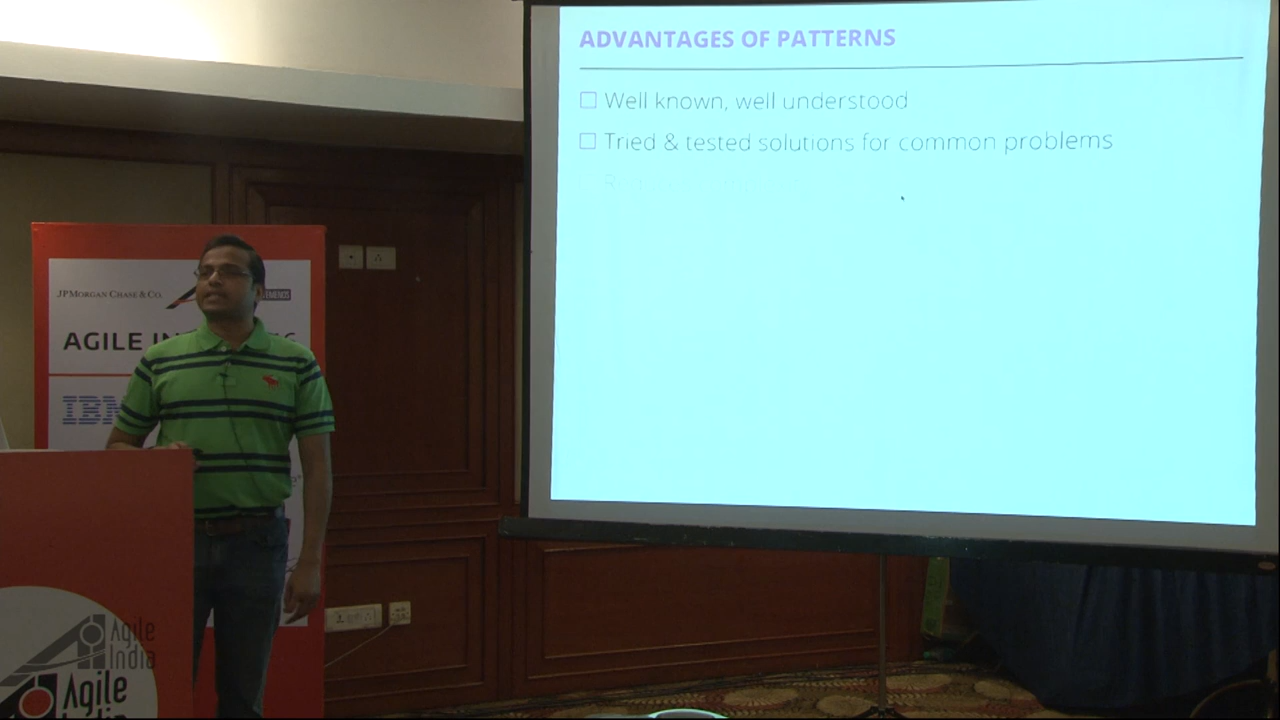 ADVANTAGES OF PATTERNS
Well known, well understood
Tried & tested solutions for common problems
JPMORGAN CHASE & CO.
AGILE
IBM
Agile
India
Agile
India